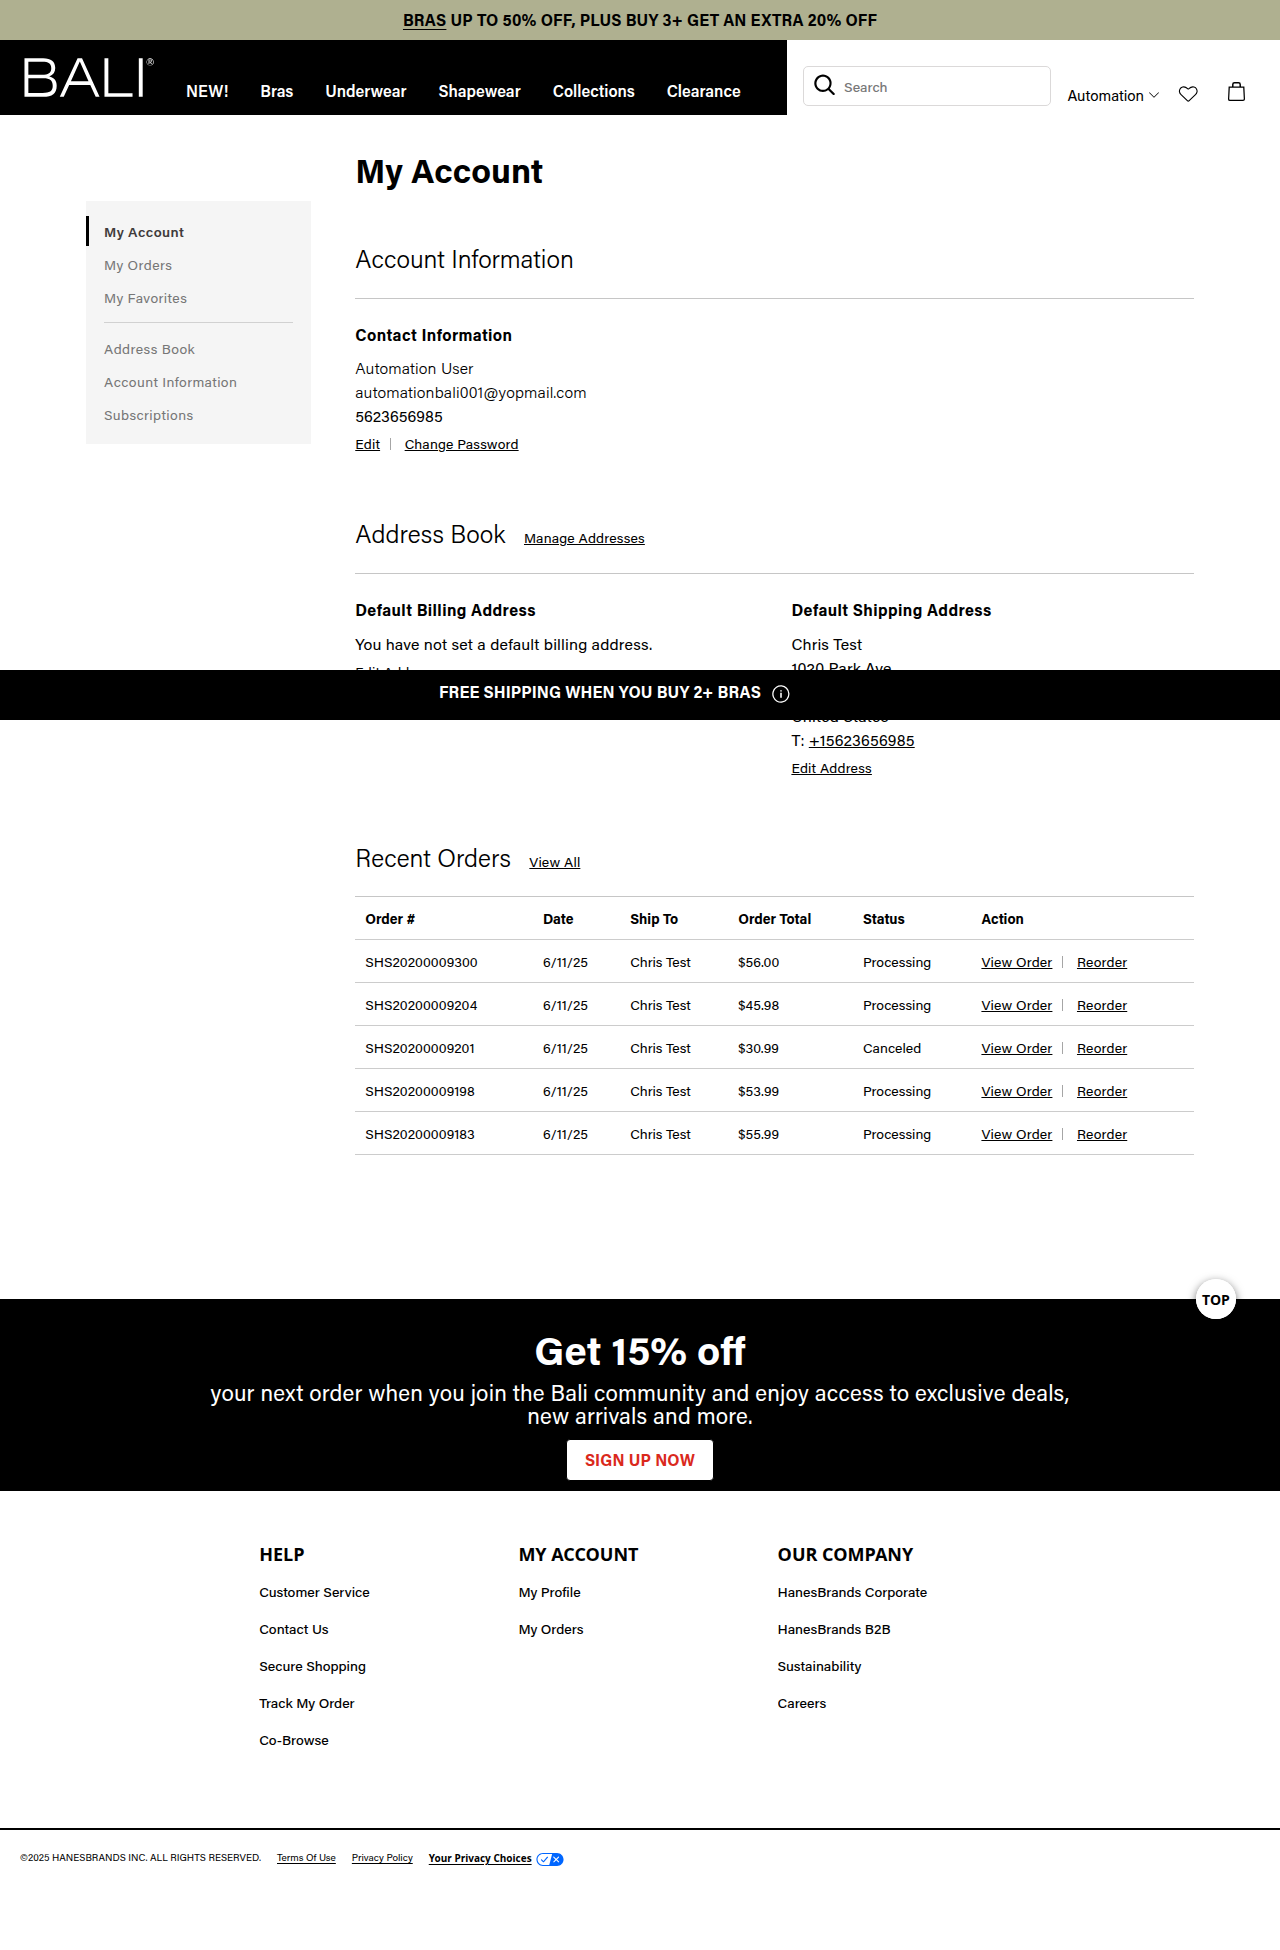 BRAS UP TO 50% OFF, PLUS BUY 3+ GET AN EXTRA 20% OFF
BALI®
NEW! Bras Underwear Shapewear Collections Clearance
Search
Automation
My Account
My Account
My Orders
My Favorites
Address Book
Account Information
Subscriptions
Account Information
Contact Information
Automation User
automationbali001@yopmail.com
5623656985
Edit Change Password
Address Book Manage Addresses
Default Billing Address
You have not set a default billing address.
Default Shipping Address
Chris Test
1020 Park Ave
FREE SHIPPING WHEN YOU BUY 2+ BRAS
United States
T: +15623656985
Edit Address
Recent Orders View All
Order # Date Ship To Order Total Status Action
SHS20200009300 6/11/25 Chris Test $56.00 Processing View Order Reorder
SHS20200009204 6/11/25 Chris Test $45.98 Processing View Order Reorder
SHS20200009201 6/11/25 Chris Test $30.99 Canceled View Order Reorder
SHS20200009198 6/11/25 Chris Test $53.99 Processing View Order Reorder
SHS20200009183 6/11/25 Chris Test $55.99 Processing View Order Reorder
TOP
Get 15% off
your next order when you join the Bali community and enjoy access to exclusive deals,
new arrivals and more.
SIGN UP NOW
HELP
Customer Service
Contact Us
Secure Shopping
Track My Order
Co-Browse
MY ACCOUNT
My Profile
My Orders
OUR COMPANY
HanesBrands Corporate
HanesBrands B2B
Sustainability
Careers
©2025 HANESBRANDS INC. ALL RIGHTS RESERVED. Terms Of Use Privacy Policy Your Privacy Choices